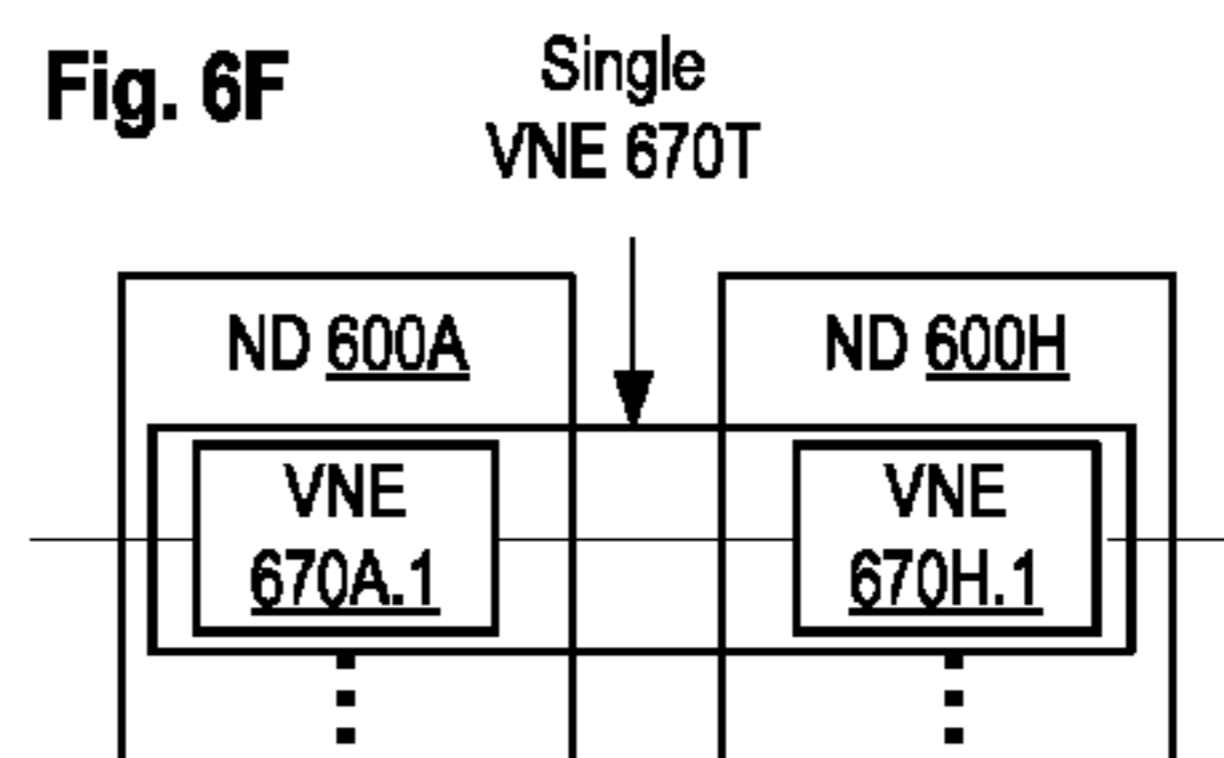 Fig. 6F
Single
VNE 670T
ND 600A
ND 600H
VNE
670A.1
VNE
670H.1